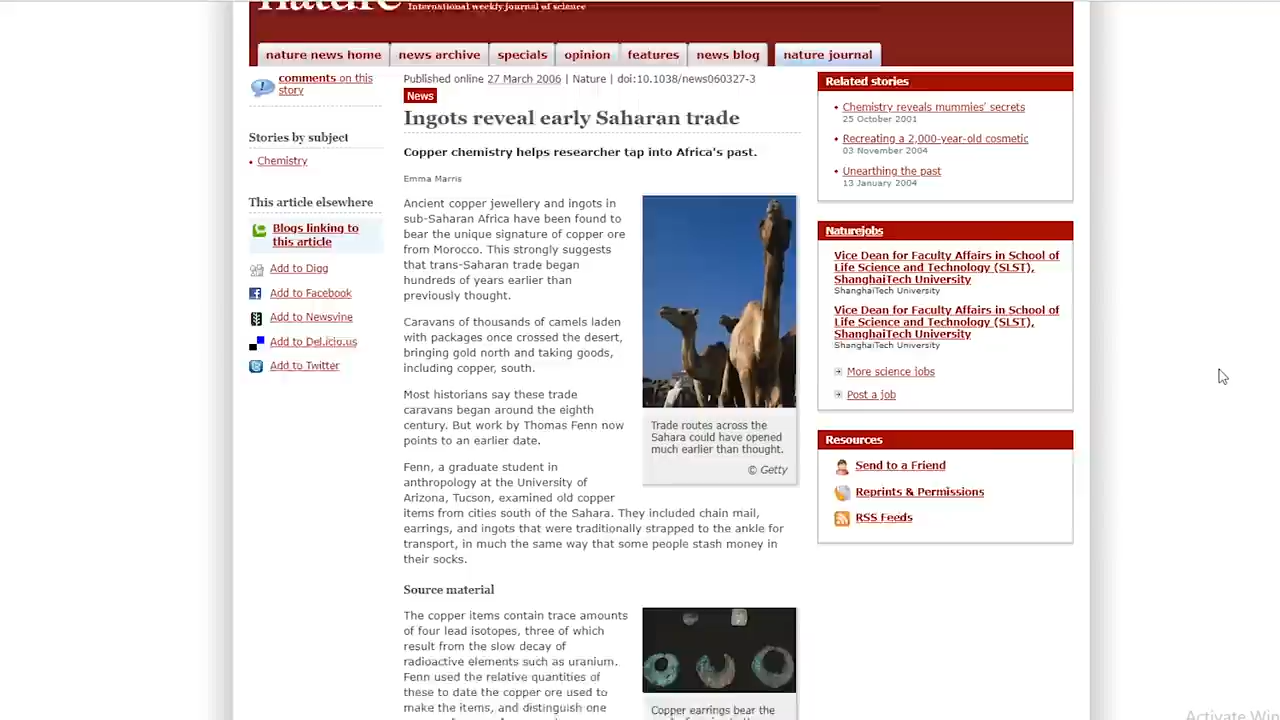 nature International weekly journal of science
nature news home news archive specials opinion features news blog nature journal
comments on this
story
Stories by subject
• Chemistry
This article elsewhere
Blogs linking to
this article
Add to Digg
Add to Facebook
Add to Newsvine
Add to Del.icio.us
Add to Twitter
Published online 27 March 2006 | Nature | doi:10.1038/news060327-3
News
Ingots reveal early Saharan trade
Copper chemistry helps researcher tap into Africa's past.
Emma Marris
Ancient copper jewellery and ingots in
sub-Saharan Africa have been found to
bear the unique signature of copper ore
from Morocco. This strongly suggests
that trans-Saharan trade began
hundreds of years earlier than
previously thought.
Caravans of thousands of camels laden
with packages once crossed the desert,
bringing gold north and taking goods,
including copper, south.
Most historians say these trade
caravans began around the eighth
century. But work by Thomas Fenn now
points to an earlier date.
Fenn, a graduate student in
anthropology at the University of
Arizona, Tucson, examined old copper
items from cities south of the Sahara. They included chain mail,
earrings, and ingots that were traditionally strapped to the ankle for
transport, in much the same way that some people stash money in
their socks.
Trade routes across the
Sahara could have opened
much earlier than thought.
© Getty
Source material
The copper items contain trace amounts
of four lead isotopes, three of which
result from the slow decay of
radioactive elements such as uranium.
Fenn used the relative quantities of
these to date the copper ore used to
make the items, and distinguish one
Copper earrings bear the
Related stories
• Chemistry reveals mummies' secrets
25 October 2001
• Recreating a 2,000-year-old cosmetic
03 November 2004
• Unearthing the past
13 January 2004
Naturejobs
Vice Dean for Faculty Affairs in School of
Life Science and Technology (SLST),
ShanghaiTech University
ShanghaiTech University
Vice Dean for Faculty Affairs in School of
Life Science and Technology (SLST),
ShanghaiTech University
ShanghaiTech University
More science jobs
Post a job
Resources
Send to a Friend
Reprints & Permissions
RSS Feeds
Activate Win